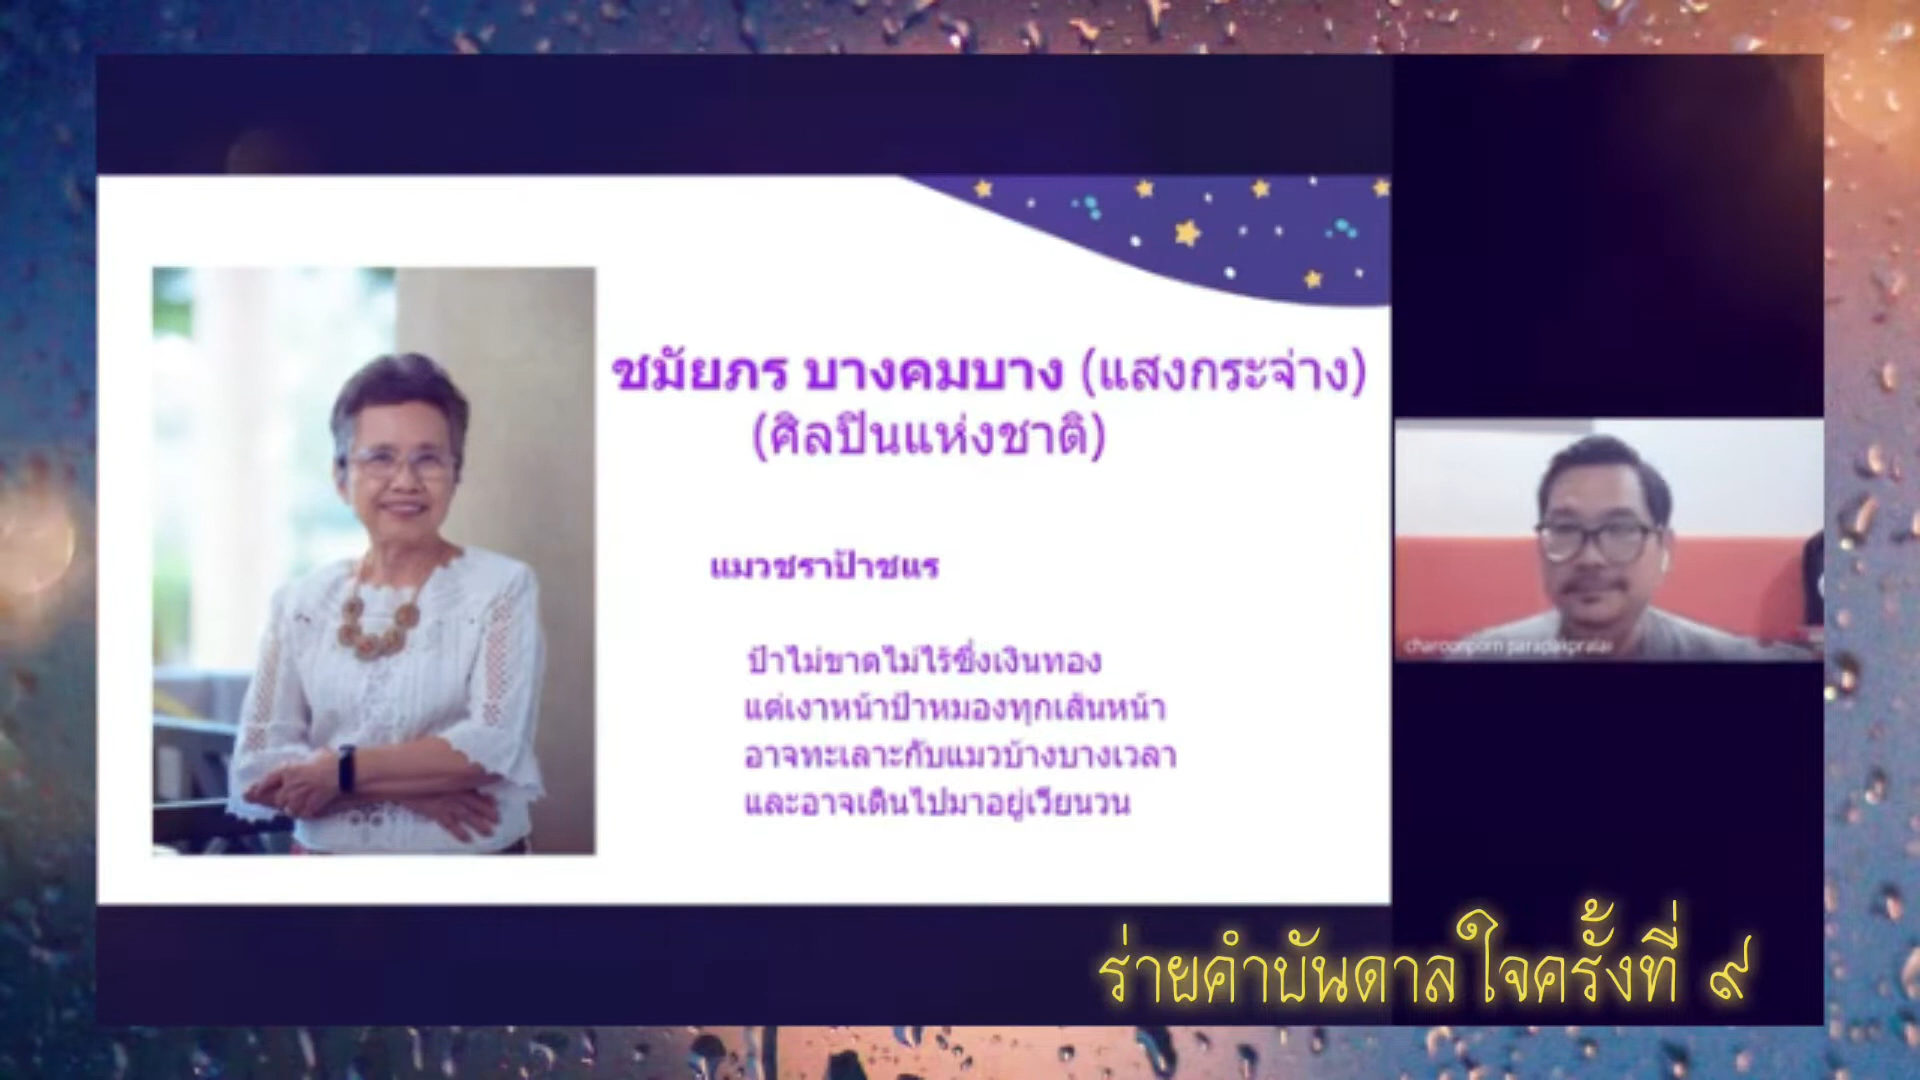 ชมัยภร บางคมบาง (แสงกระจ่าง)
(ศิลปินแห่งชาติ)
แมวชราป้าชแร
ป้าไม่ขาดไม่ไร้ซึ่งเงินทอง
แต่เงาหน้าป้าหมองทุกเส้นหน้า
อาจทะเลาะกับแมวบ้างบางเวลา
และอาจเดินไปมาอยู่เวียนวน
charoonporn parapakpralai
ร่ายคำบันดาลใจครั้งที่ ๙